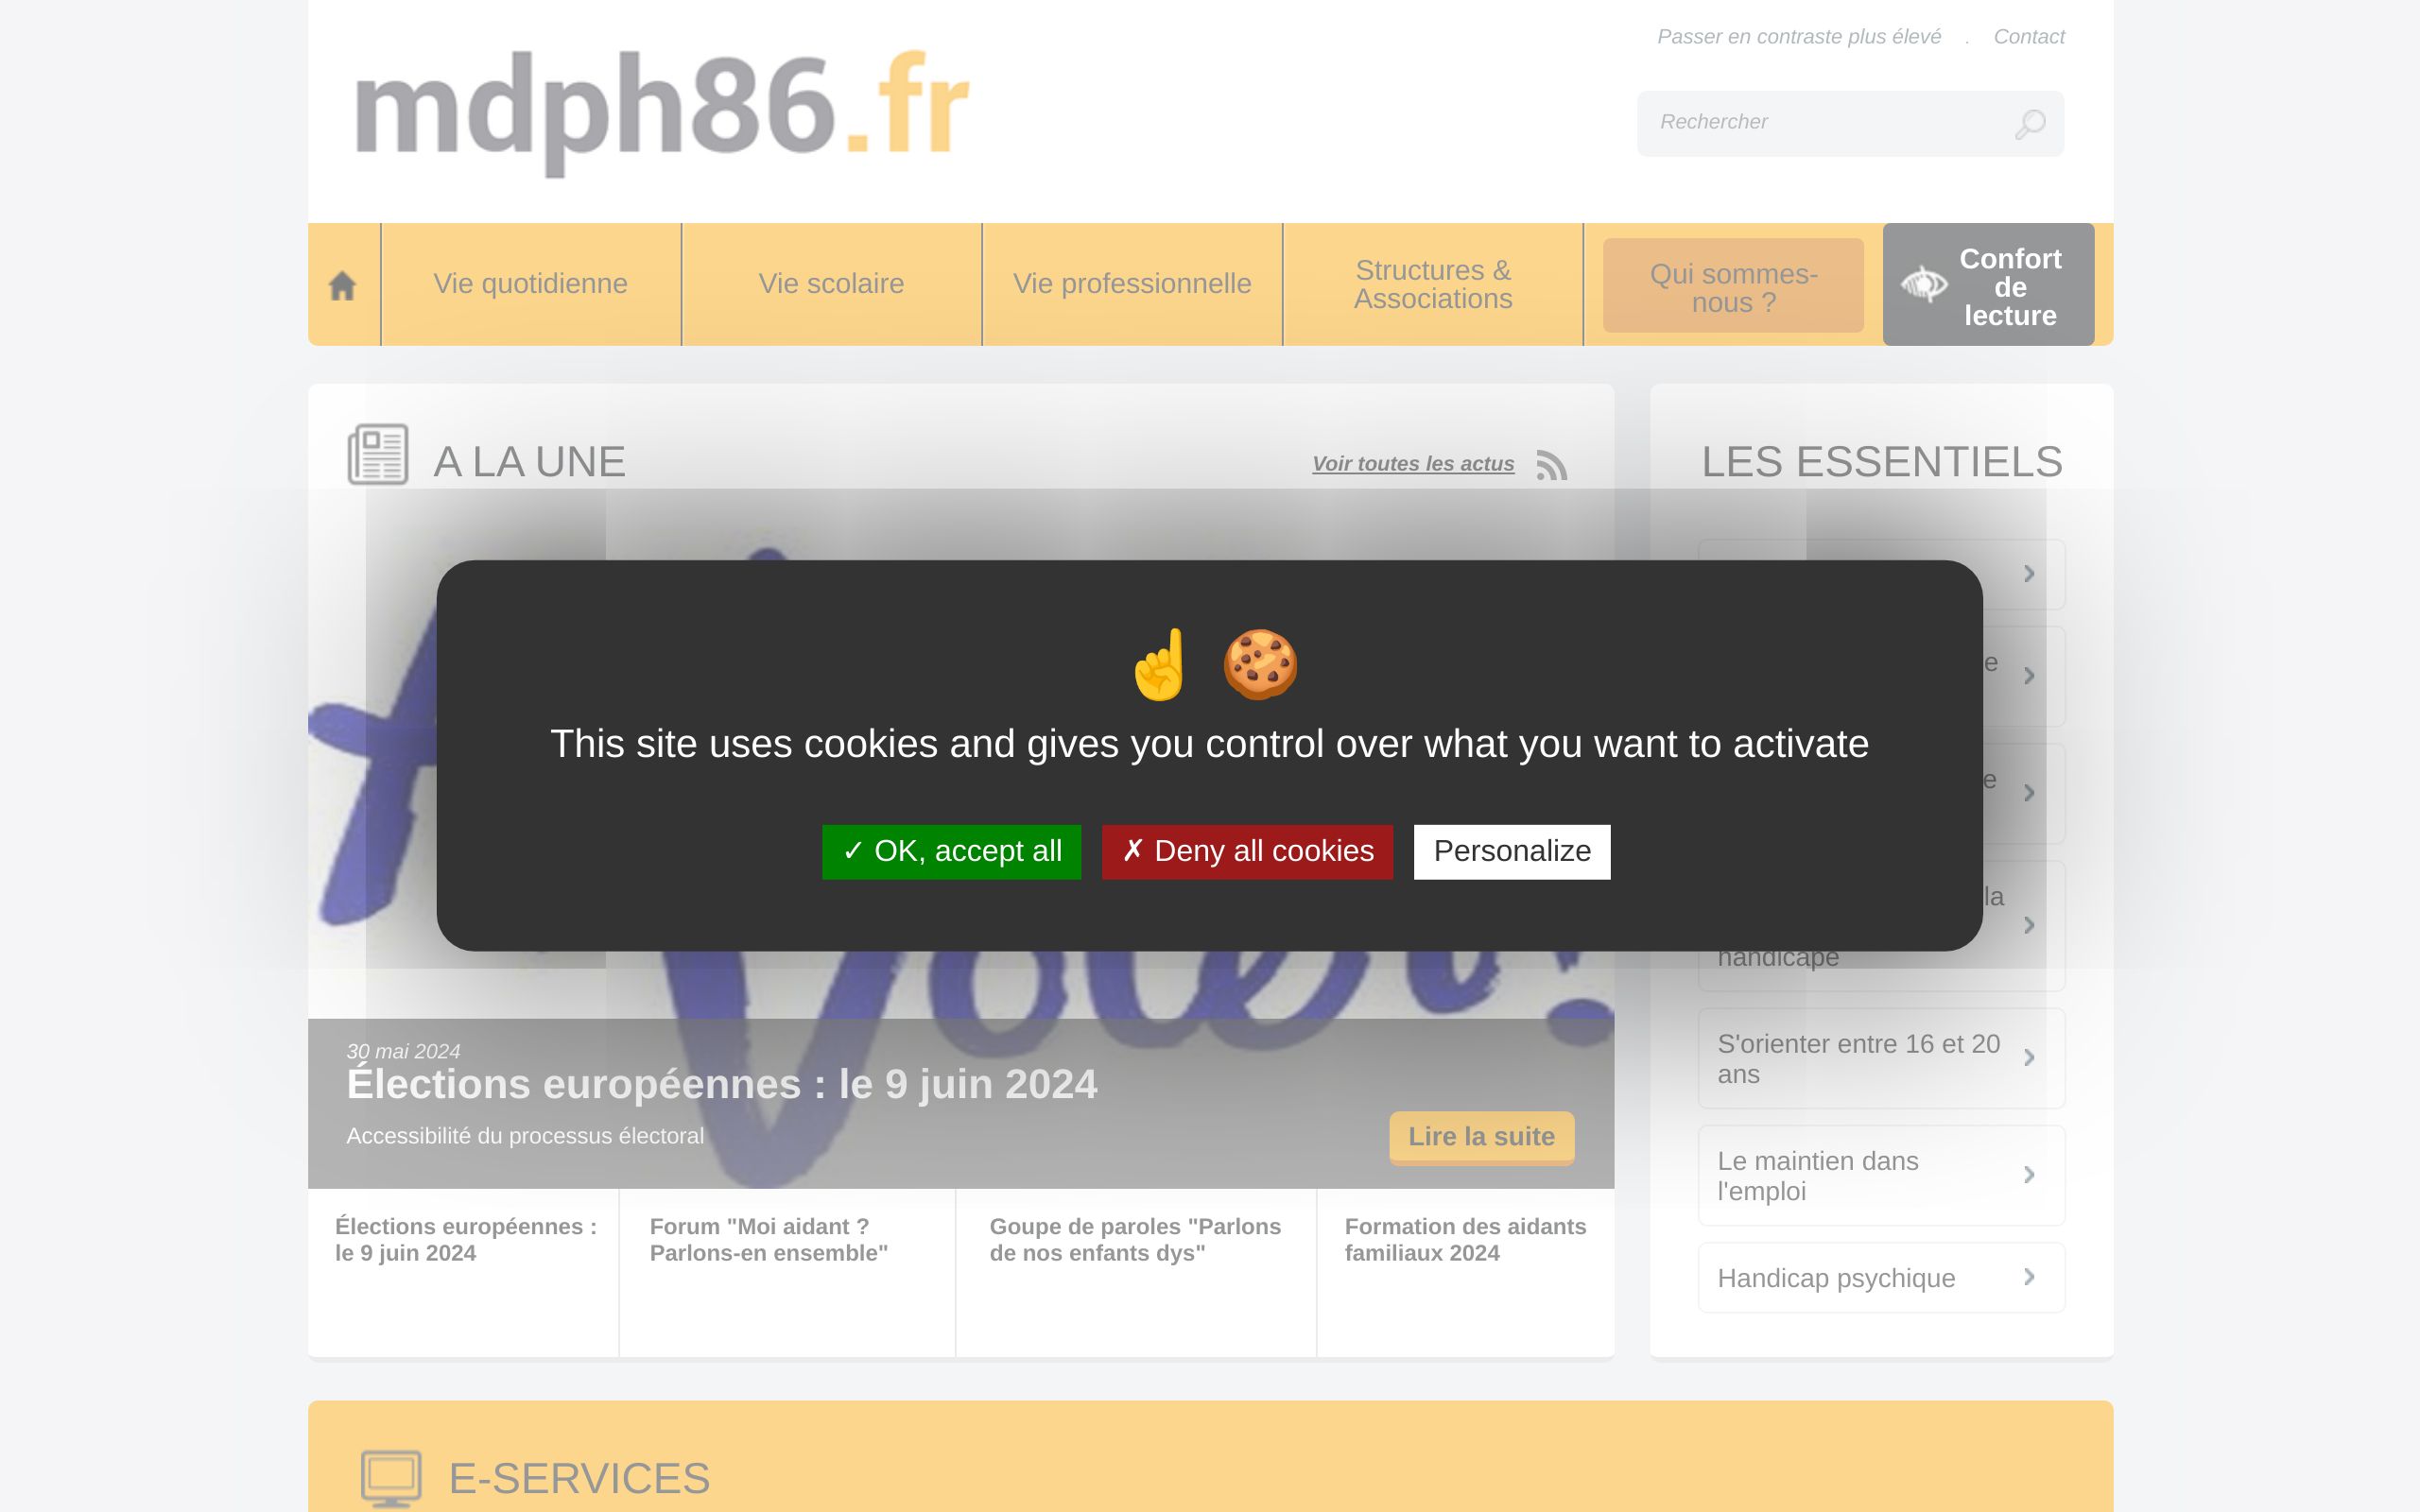 mdph86.fr
Passer en contraste plus élevé . Contact
Rechercher
Vie quotidienne
Vie scolaire
Vie professionnelle
Structures &
Associations
Qui sommes-
nous ?
Confort
de
lecture
A LA UNE
Voir toutes les actus
This site uses cookies and gives you control over what you want to activate
✓ OK, accept all
✗ Deny all cookies
Personalize
30 mai 2024
Élections européennes : le 9 juin 2024
Accessibilité du processus électoral
Lire la suite
Élections européennes :
le 9 juin 2024
Forum "Moi aidant ?
Parlons-en ensemble"
Goupe de paroles "Parlons
de nos enfants dys"
Formation des aidants
familiaux 2024
LES ESSENTIELS
la
handicapé
S'orienter entre 16 et 20
ans
Le maintien dans
l'emploi
Handicap psychique
E-SERVICES